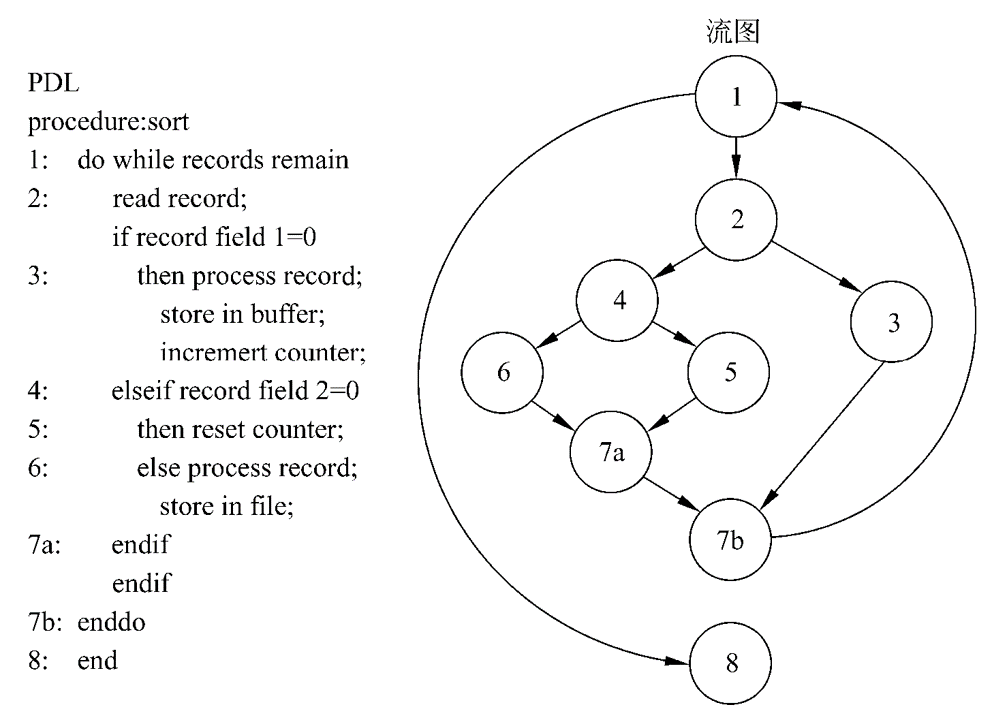 PDL
procedure:sort
1: do while records remain
2: read record;
if record field 1=0
3: then process record;
store in buffer;
incremert counter;
4: elseif record field 2=0
5: then reset counter;
6: else process record;
store in file;
7a: endif
endif
7b: enddo
8: end
流图
1
2
4
3
6
5
7a
7b
8